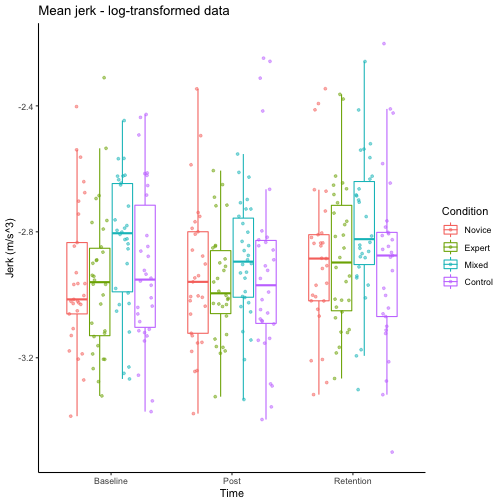 Mean jerk - log-transformed data
-2.4
-2.8
-3.2
Jerk (m/s^3)
Baseline
Post
Retention
Time
Condition
Novice
Expert
Mixed
Control